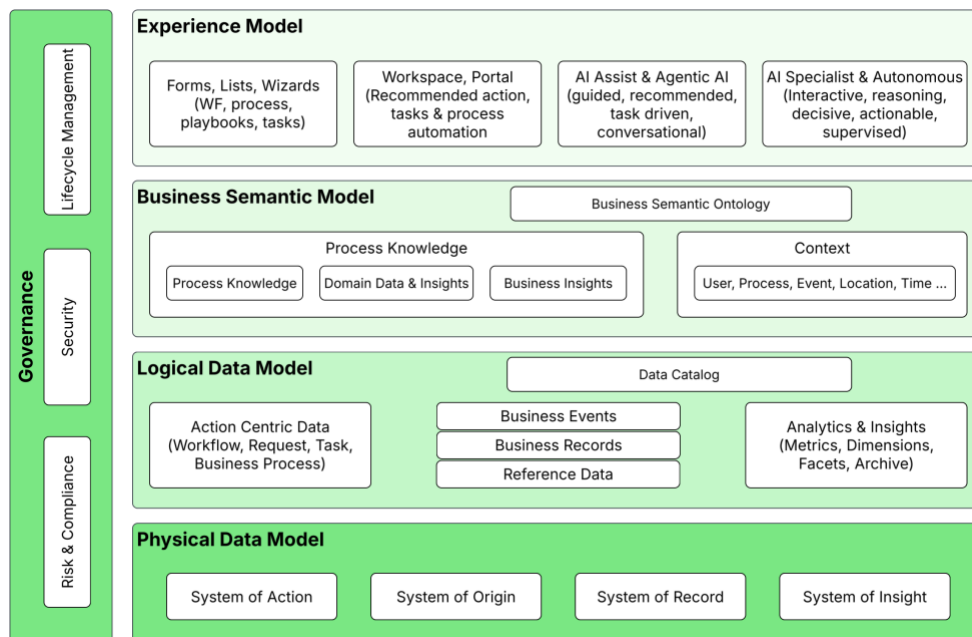 Governance
Lifecycle Management
Security
Risk & Compliance
Experience Model
Forms, Lists, Wizards
(WF, process,
playbooks, tasks)
Workspace, Portal
(Recommended action,
tasks & process
automation
AI Assist & Agentic AI
(guided, recommended,
task driven,
conversational)
AI Specialist & Autonomous
(Interactive, reasoning,
decisive, actionable,
supervised)
Business Semantic Model
Business Semantic Ontology
Process Knowledge
Process Knowledge
Domain Data & Insights
Business Insights
Context
User, Process, Event, Location, Time ...
Logical Data Model
Data Catalog
Action Centric Data
(Workflow, Request, Task,
Business Process)
Business Events
Business Records
Reference Data
Analytics & Insights
(Metrics, Dimensions,
Facets, Archive)
Physical Data Model
System of Action
System of Origin
System of Record
System of Insight